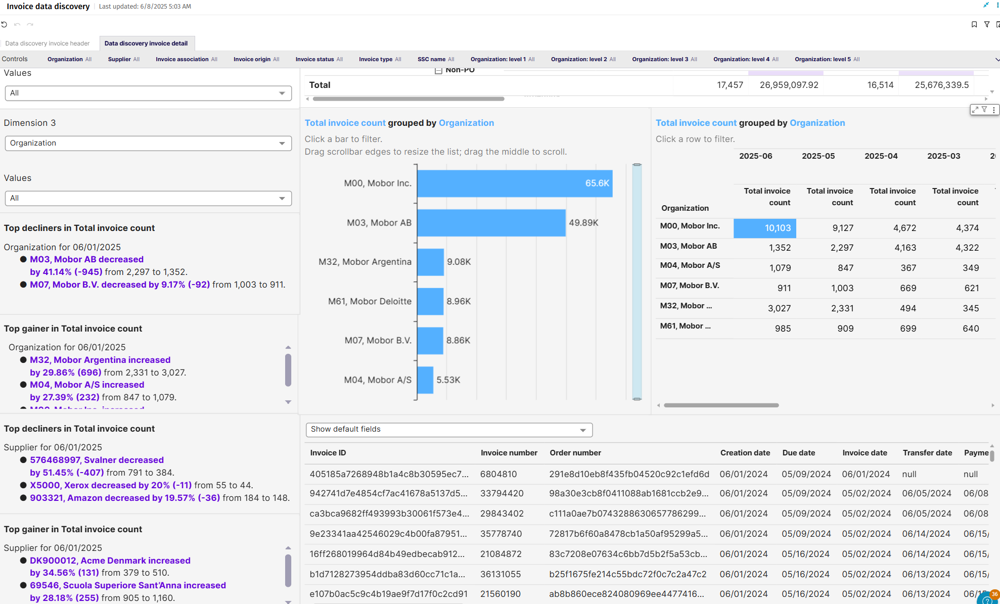 Invoice data discovery
Last updated: 6/8/2025 5:03 AM
Data discovery invoice header
Data discovery invoice detail
Controls
Organization All
Supplier All
Invoice association All
Invoice origin All
Invoice status All
Invoice type All
SSC name All
Organization: level 1 All
Organization: level 2 All
Organization: level 3 All
Organization: level 4 All
Organization: level 5 All
Values
All
Dimension 3
Organization
Values
All
Top decliners in Total invoice count
Organization for 06/01/2025
M03, Mobor AB decreased
by 41.14% (-945) from 2,297 to 1,352.
M07, Mobor B.V. decreased by 9.17% (-92) from 1,003 to 911.
Top gainer in Total invoice count
Organization for 06/01/2025
M32, Mobor Argentina increased
by 29.86% (696) from 2,331 to 3,027.
M04, Mobor A/S increased
by 27.39% (232) from 847 to 1,079.
M00, Mobor Inc. increased
Top decliners in Total invoice count
Supplier for 06/01/2025
576468997, Svalner decreased
by 51.45% (-407) from 791 to 384.
X5000, Xerox decreased by 20% (-11) from 55 to 44.
903321, Amazon decreased by 19.57% (-36) from 184 to 148.
Top gainer in Total invoice count
Supplier for 06/01/2025
DK900012, Acme Denmark increased
by 34.56% (131) from 379 to 510.
69546, Scuola Superiore Sant'Anna increased
by 28.18% (255) from 905 to 1,160.
Non-PO
Total 17,457 26,959,097.92 16,514 25,676,339.5
Total invoice count grouped by Organization
Click a bar to filter.
Drag scrollbar edges to resize the list; drag the middle to scroll.
M00, Mobor Inc. 65.6K
M03, Mobor AB 49.89K
M32, Mobor Argentina 9.08K
M61, Mobor Deloitte 8.96K
M07, Mobor B.V. 8.86K
M04, Mobor A/S 5.53K
Total invoice count grouped by Organization
Click a row to filter.
2025-06 2025-05 2025-04 2025-03
Organization Total invoice count Total invoice count Total invoice count Total invoice count
M00, Mobor Inc. 10,103 9,127 4,672 4,374
M03, Mobor AB 1,352 2,297 4,163 4,322
M04, Mobor A/S 1,079 847 367 349
M07, Mobor B.V. 911 1,003 669 621
M32, Mobor ... 3,027 2,331 494 345
M61, Mobor ... 985 909 699 640
Show default fields
Invoice ID Invoice number Order number Creation date Due date Invoice date Transfer date Payme
405185a7268948b1a4c8b30595ec7... 6804810 291e8d10eb8f435fb04520c92c1efd6d 06/01/2024 05/09/2024 06/01/2024 null null
942741d7e4854cf7ac41678a5137d5... 33794420 98a30e3cb8f0411088ab1681ccb2e9... 06/01/2024 05/09/2024 05/02/2024 06/05/2024 06/08
ca3bca9682ff493993b30061f573e4... 29843402 c111a0ae7b0743288630657786299... 06/01/2024 05/09/2024 05/02/2024 06/05/2024 06/08
9e23341aa42546029c4b00fa87951... 35778740 72817b6f60a8478cb1a50af95299a5... 06/01/2024 05/09/2024 05/02/2024 06/14/2024 06/15/
16ff268019964d84b49edbecab912... 21084872 83c7208e07634c6bb7d5b2f5a53cb... 06/01/2024 05/16/2024 05/02/2024 06/14/2024 06/15/
b1d7128273954ddba83d60cc71c1a... 36131055 b25f1675fe214c55bdc72f0c7c2a47c2 06/01/2024 05/16/2024 05/02/2024 06/13/2024 06/15/
e107b0ac5c9c4b19ae9f7d17f0c2cd91 21560190 ab8b860ece824080969ee4477416... 06/01/2024 05/16/2024 05/02/2024 06/13/2024
36